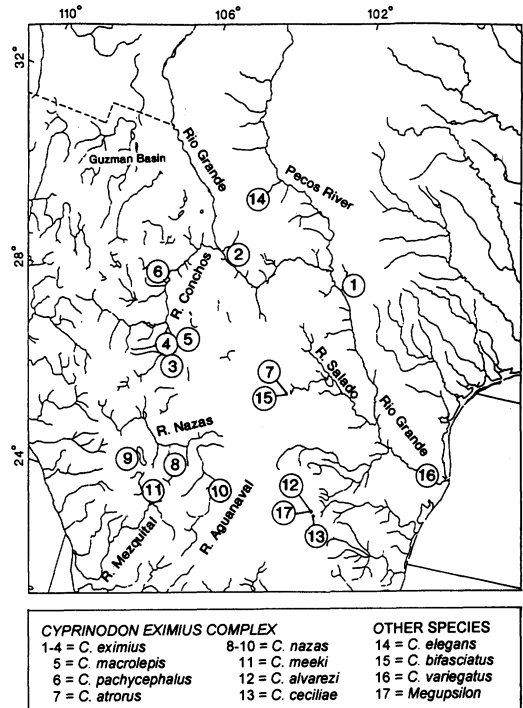 110° 106° 102°
32°
28°
24°
Guzman Basin
Rio Grande
Pecos River
14
2
1
6
R. Conchos
5
4
3
7
15
R. Salado
Rio Grande
R. Nazas
9
8
11
10
12
17
13
16
R. Mezquital
R. Aguanaval
CYPRINODON EXIMIUS COMPLEX
1-4 = C. eximius
5 = C. macrolepis
6 = C. pachycephalus
7 = C. atrorus
8-10 = C. nazas
11 = C. meeki
12 = C. alvarezi
13 = C. ceciliae
OTHER SPECIES
14 = C. elegans
15 = C. bifasciatus
16 = C. variegatus
17 = Megupsilon